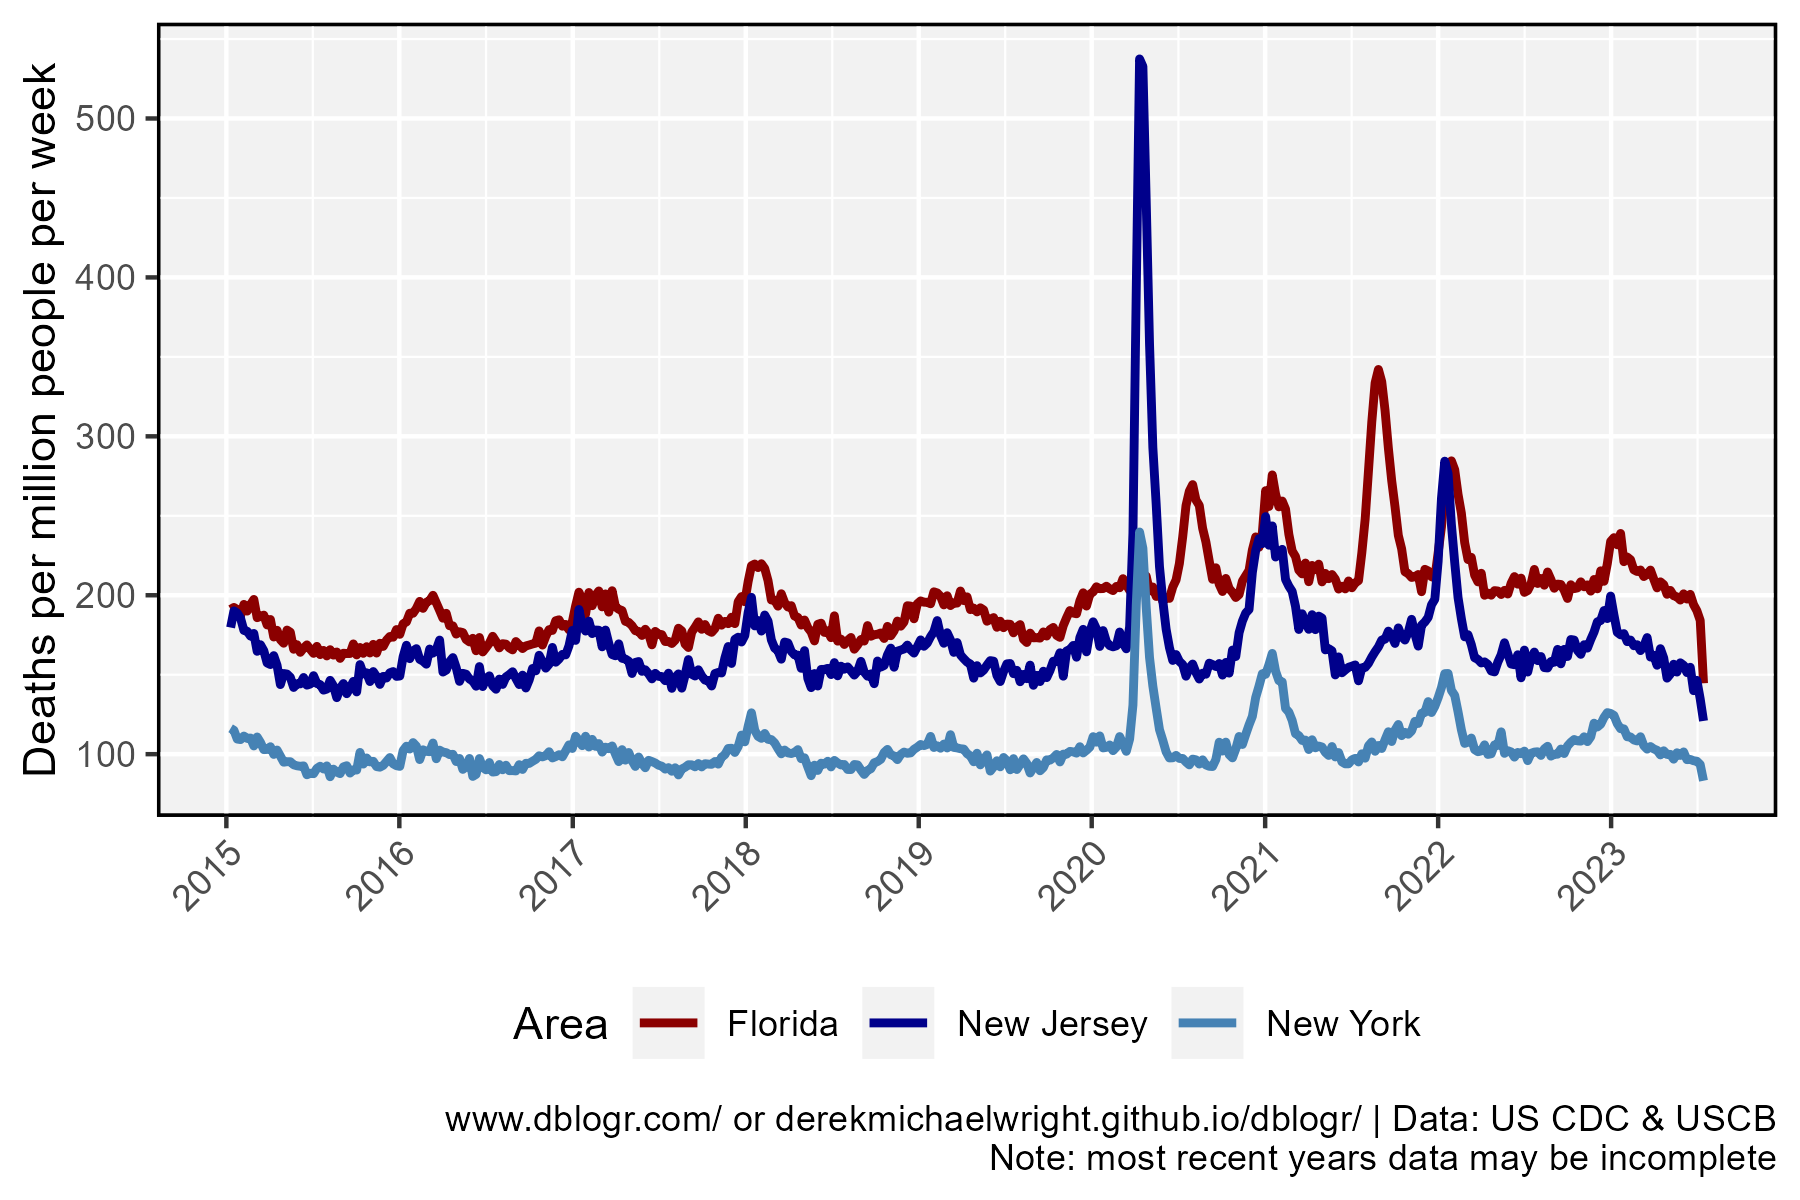 Deaths per million people per week
500
400
300
200
100
2015
2016
2017
2018
2019
2020
2021
2022
2023
Area
Florida
New Jersey
New York
www.dblogr.com/ or derekmichaelwright.github.io/dblogr/ | Data: US CDC & USCB
Note: most recent years data may be incomplete